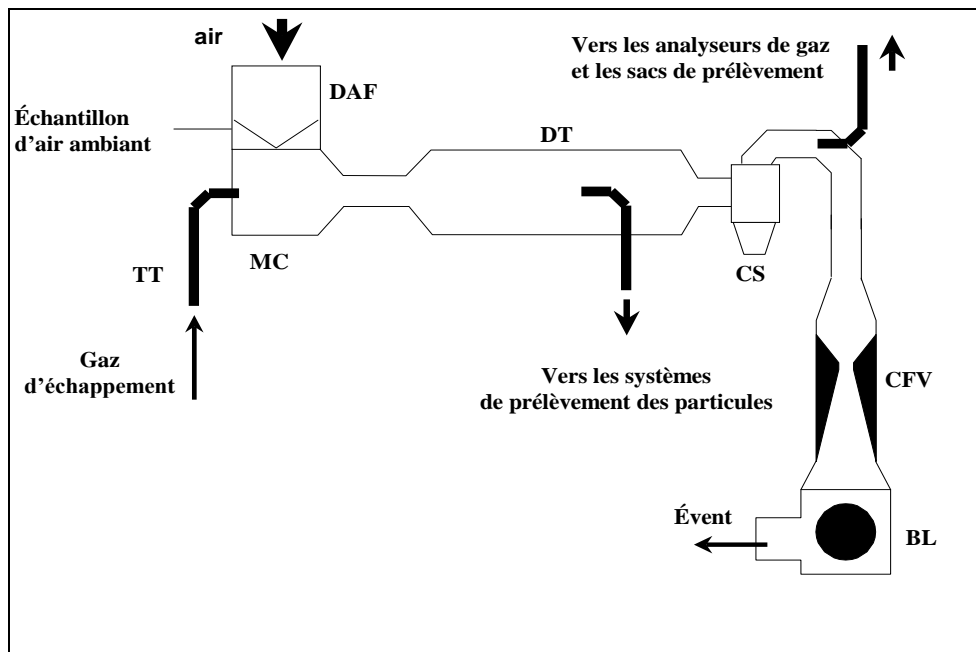 air
DAF
Échantillon
d'air ambiant
Vers les analyseurs de gaz
et les sacs de prélèvement
DT
MC
TT
CS
Gaz
d'échappement
Vers les systèmes
de prélèvement des particules
CFV
Évent
BL